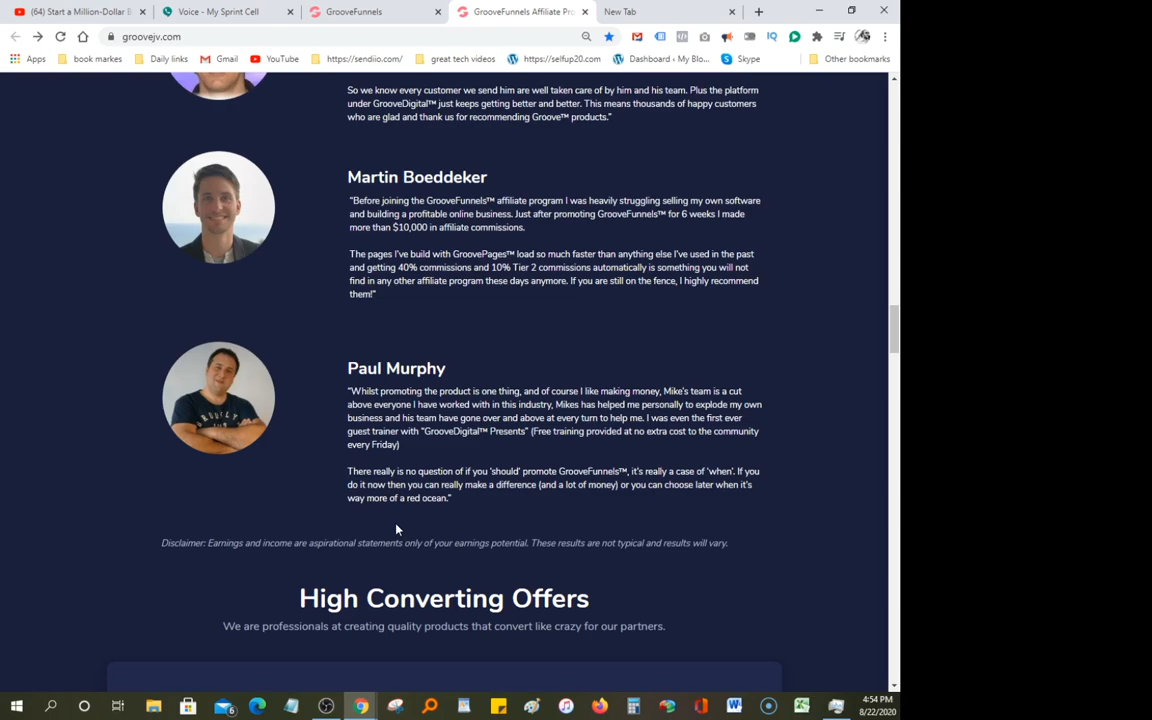 (64) Start a Million-Dollar B
Voice - My Sprint Cell
GrooveFunnels
GrooveFunnels Affiliate Pro
New Tab
groovejv.com
Apps
book markes
Daily links
Gmail
YouTube
https://sendiio.com/
great tech videos
https://selfup20.com
Dashboard ‹ My Blo...
Skype
Other bookmarks
So we know every customer we send him are well taken care of by him and his team. Plus the platform
under GrooveDigital™ just keeps getting better and better. This means thousands of happy customers
who are glad and thank us for recommending Groove™ products."
Martin Boeddeker
"Before joining the GrooveFunnels™ affiliate program I was heavily struggling selling my own software
and building a profitable online business. Just after promoting GrooveFunnels™ for 6 weeks I made
more than $10,000 in affiliate commissions.
The pages I've build with GroovePages™ load so much faster than anything else I've used in the past
and getting 40% commissions and 10% Tier 2 commissions automatically is something you will not
find in any other affiliate program these days anymore. If you are still on the fence, I highly recommend
them!"
Paul Murphy
"Whilst promoting the product is one thing, and of course I like making money, Mike's team is a cut
above everyone I have worked with in this industry, Mikes has helped me personally to explode my own
business and his team have gone over and above at every turn to help me. I was even the first ever
guest trainer with "GrooveDigital™ Presents" (Free training provided at no extra cost to the community
every Friday)
There really is no question of if you 'should' promote GrooveFunnels™, it's really a case of 'when'. If you
do it now then you can really make a difference (and a lot of money) or you can choose later when it's
way more of a red ocean."
Disclaimer: Earnings and income are aspirational statements only of your earnings potential. These results are not typical and results will vary.
High Converting Offers
We are professionals at creating quality products that convert like crazy for our partners.
4:54 PM
8/22/2020